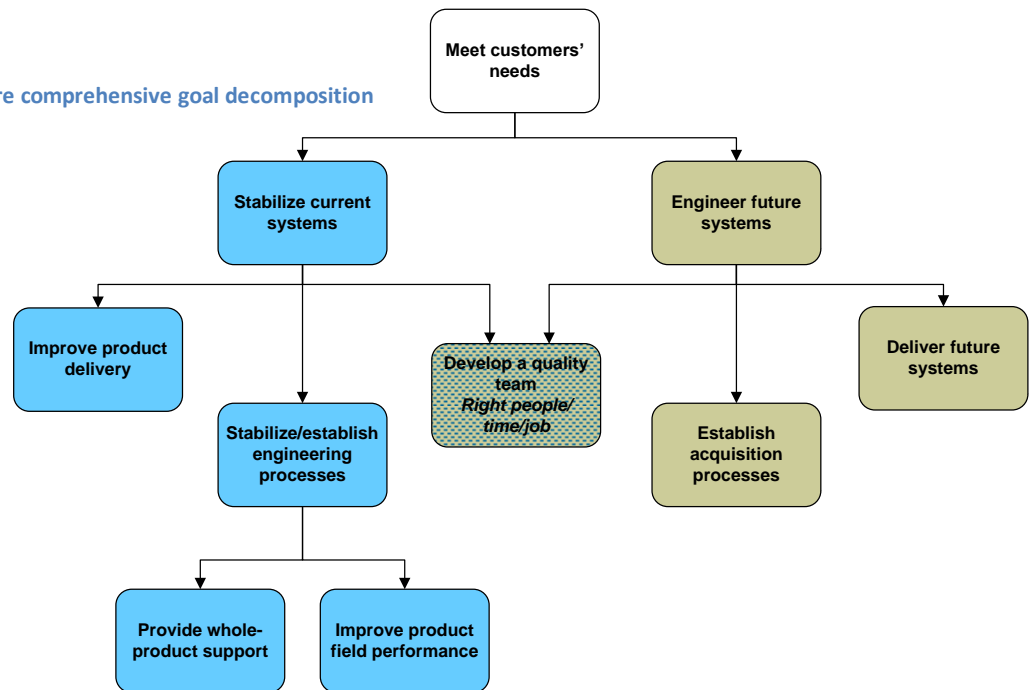 Meet customers’
needs
comprehensive goal decomposition
Stabilize current
systems
Engineer future
systems
Improve product
delivery
Develop a quality
team
Right people/
time/job
Deliver future
systems
Stabilize/establish
engineering
processes
Establish
acquisition
processes
Provide whole-
product support
Improve product
field performance